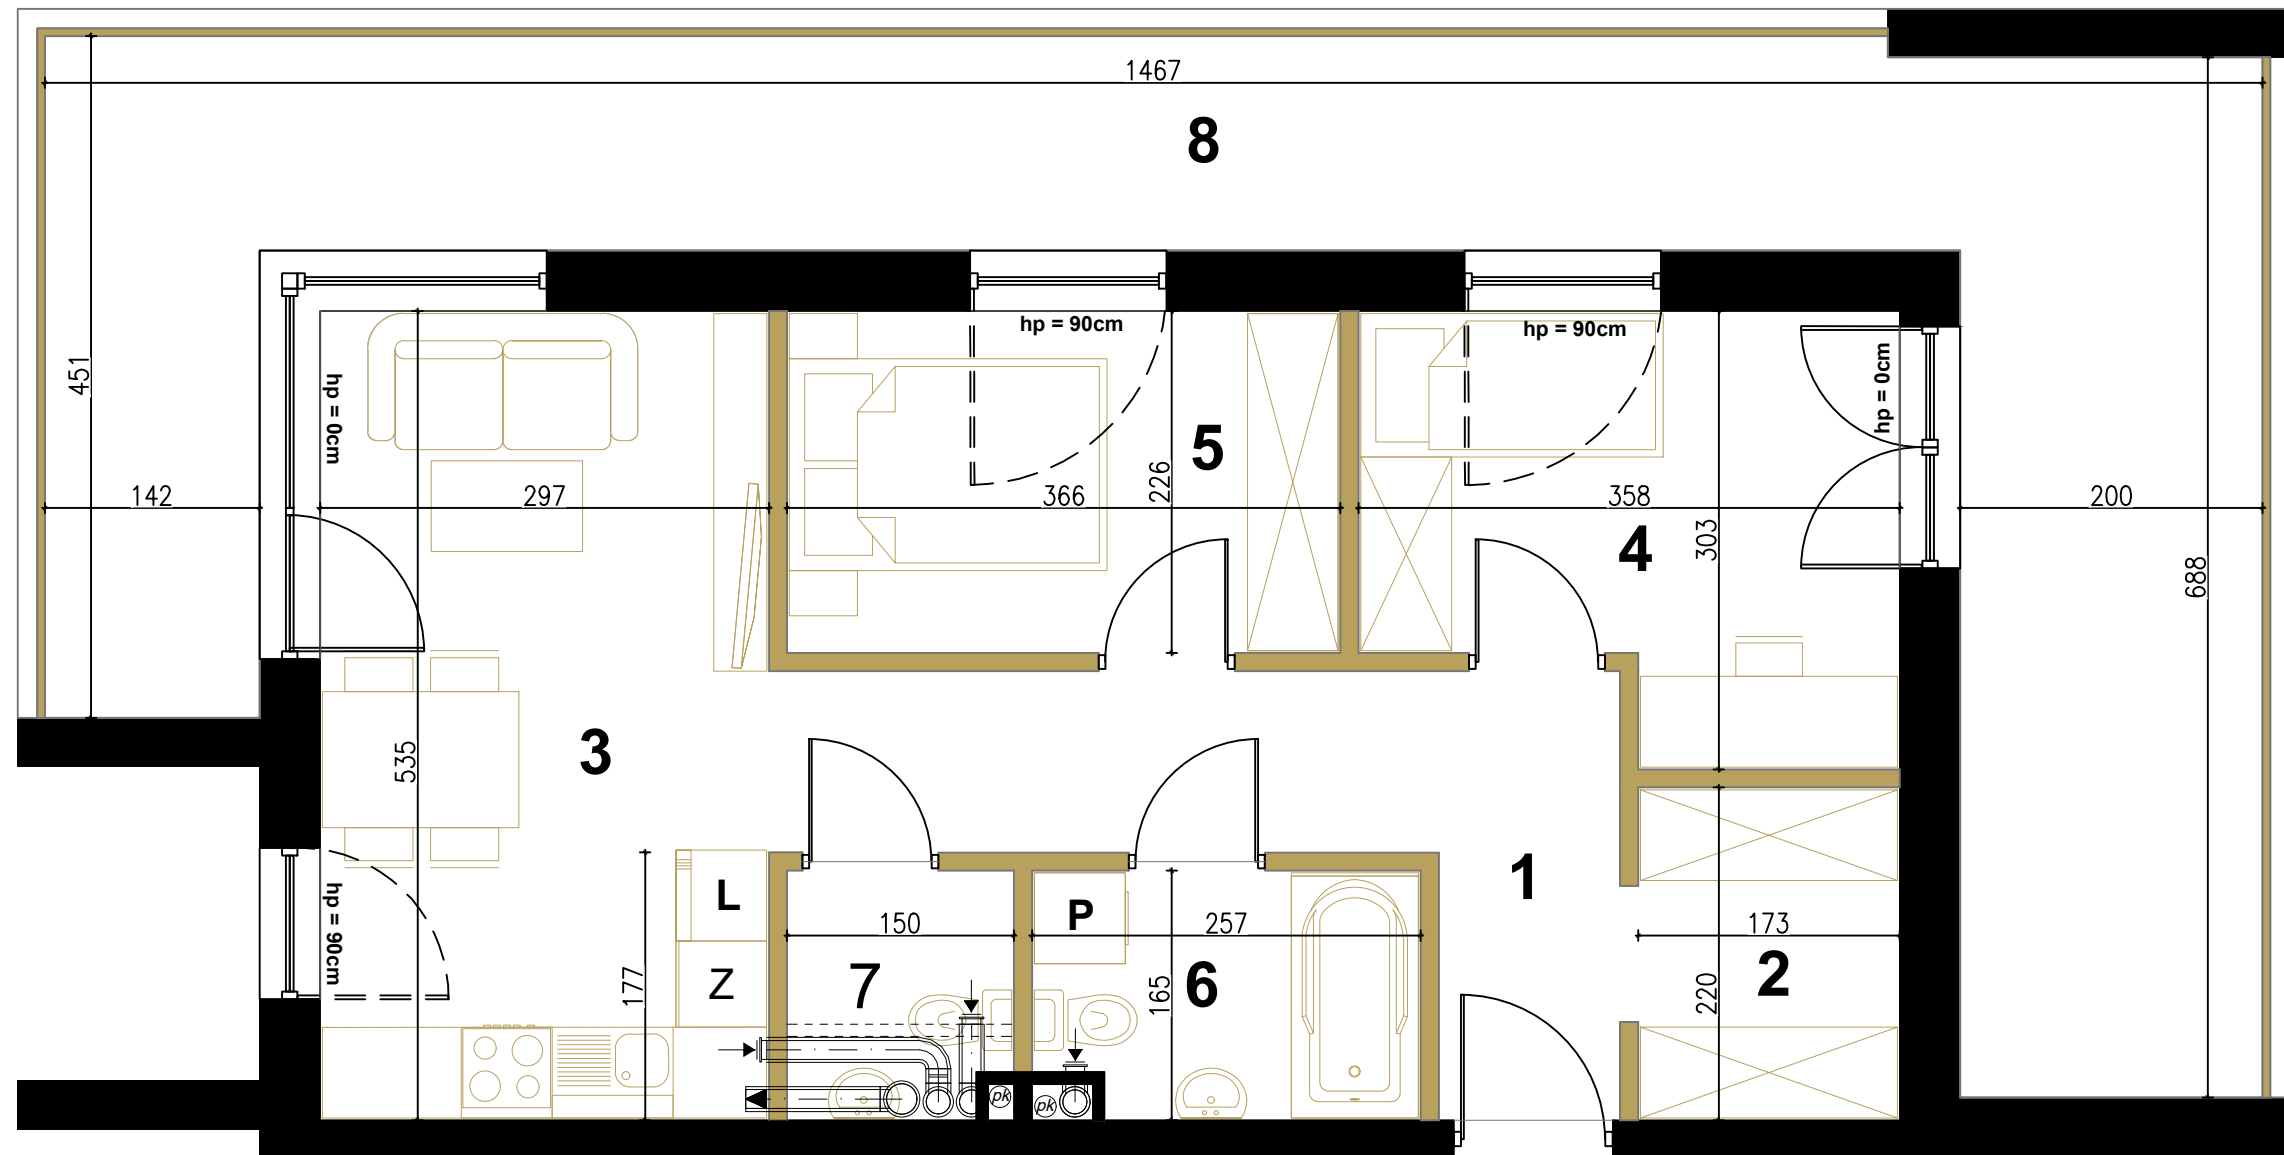 1467
8
hp = 90cm
hp = 90cm
hp = 0cm
hp = 0cm
451
5
226
142
297
366
358
200
4
303
688
3
535
1
L
P
150
257
173
hp = 90cm
177
Z
7
165
6
220
2
pk
pk